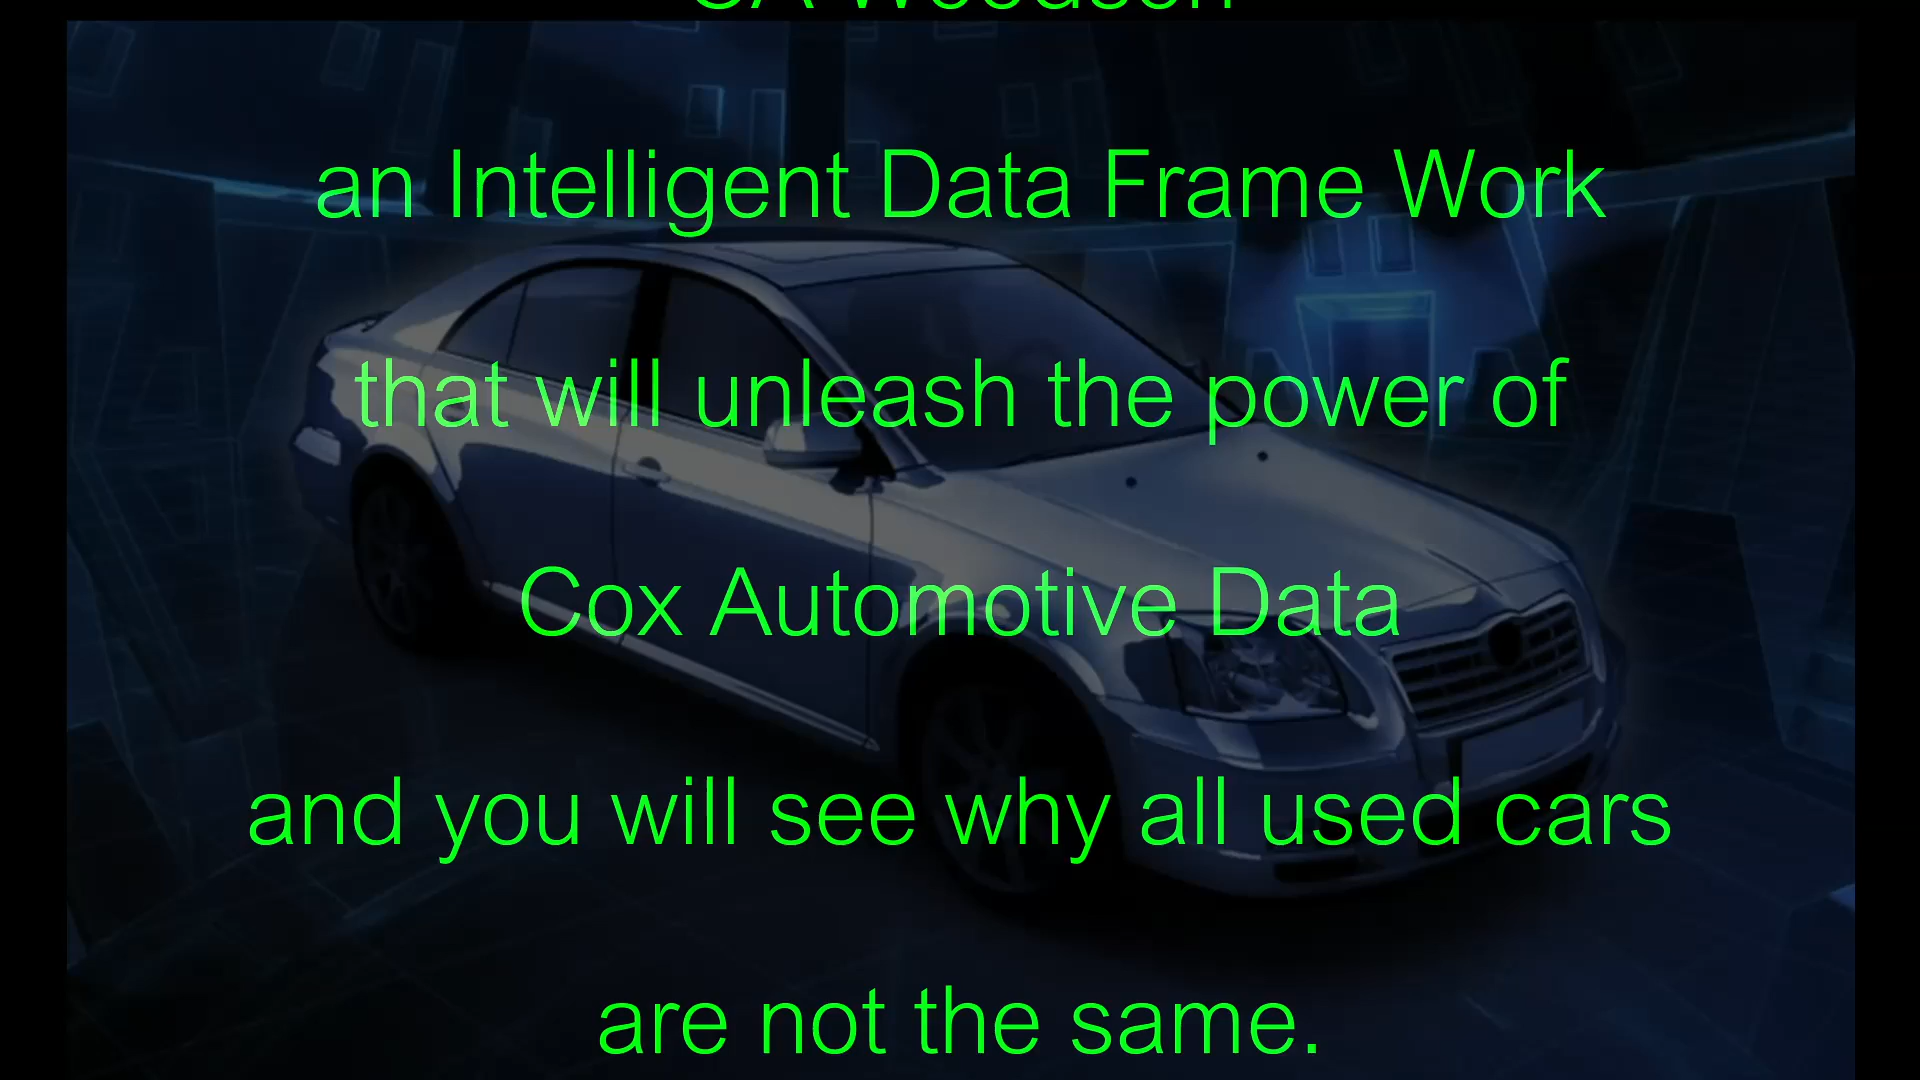 an Intelligent Data Frame Work
that will unleash the power of
Cox Automotive Data
and you will see why all used cars
are not the same.